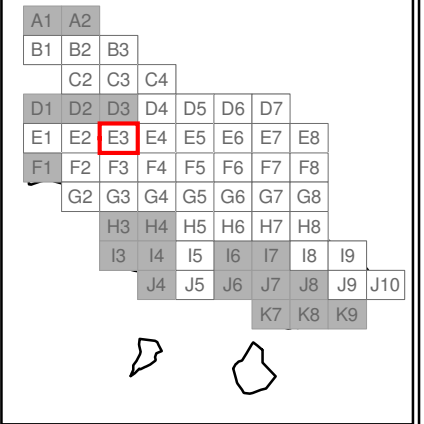 A1 A2
B1 B2 B3
C2 C3 C4
D1 D2 D3 D4 D5 D6 D7
E1 E2 E3 E4 E5 E6 E7 E8
F1 F2 F3 F4 F5 F6 F7 F8
G2 G3 G4 G5 G6 G7 G8
H3 H4 H5 H6 H7 H8
I3 I4 I5 I6 I7 I8 I9
J4 J5 J6 J7 J8 J9 J10
K7 K8 K9